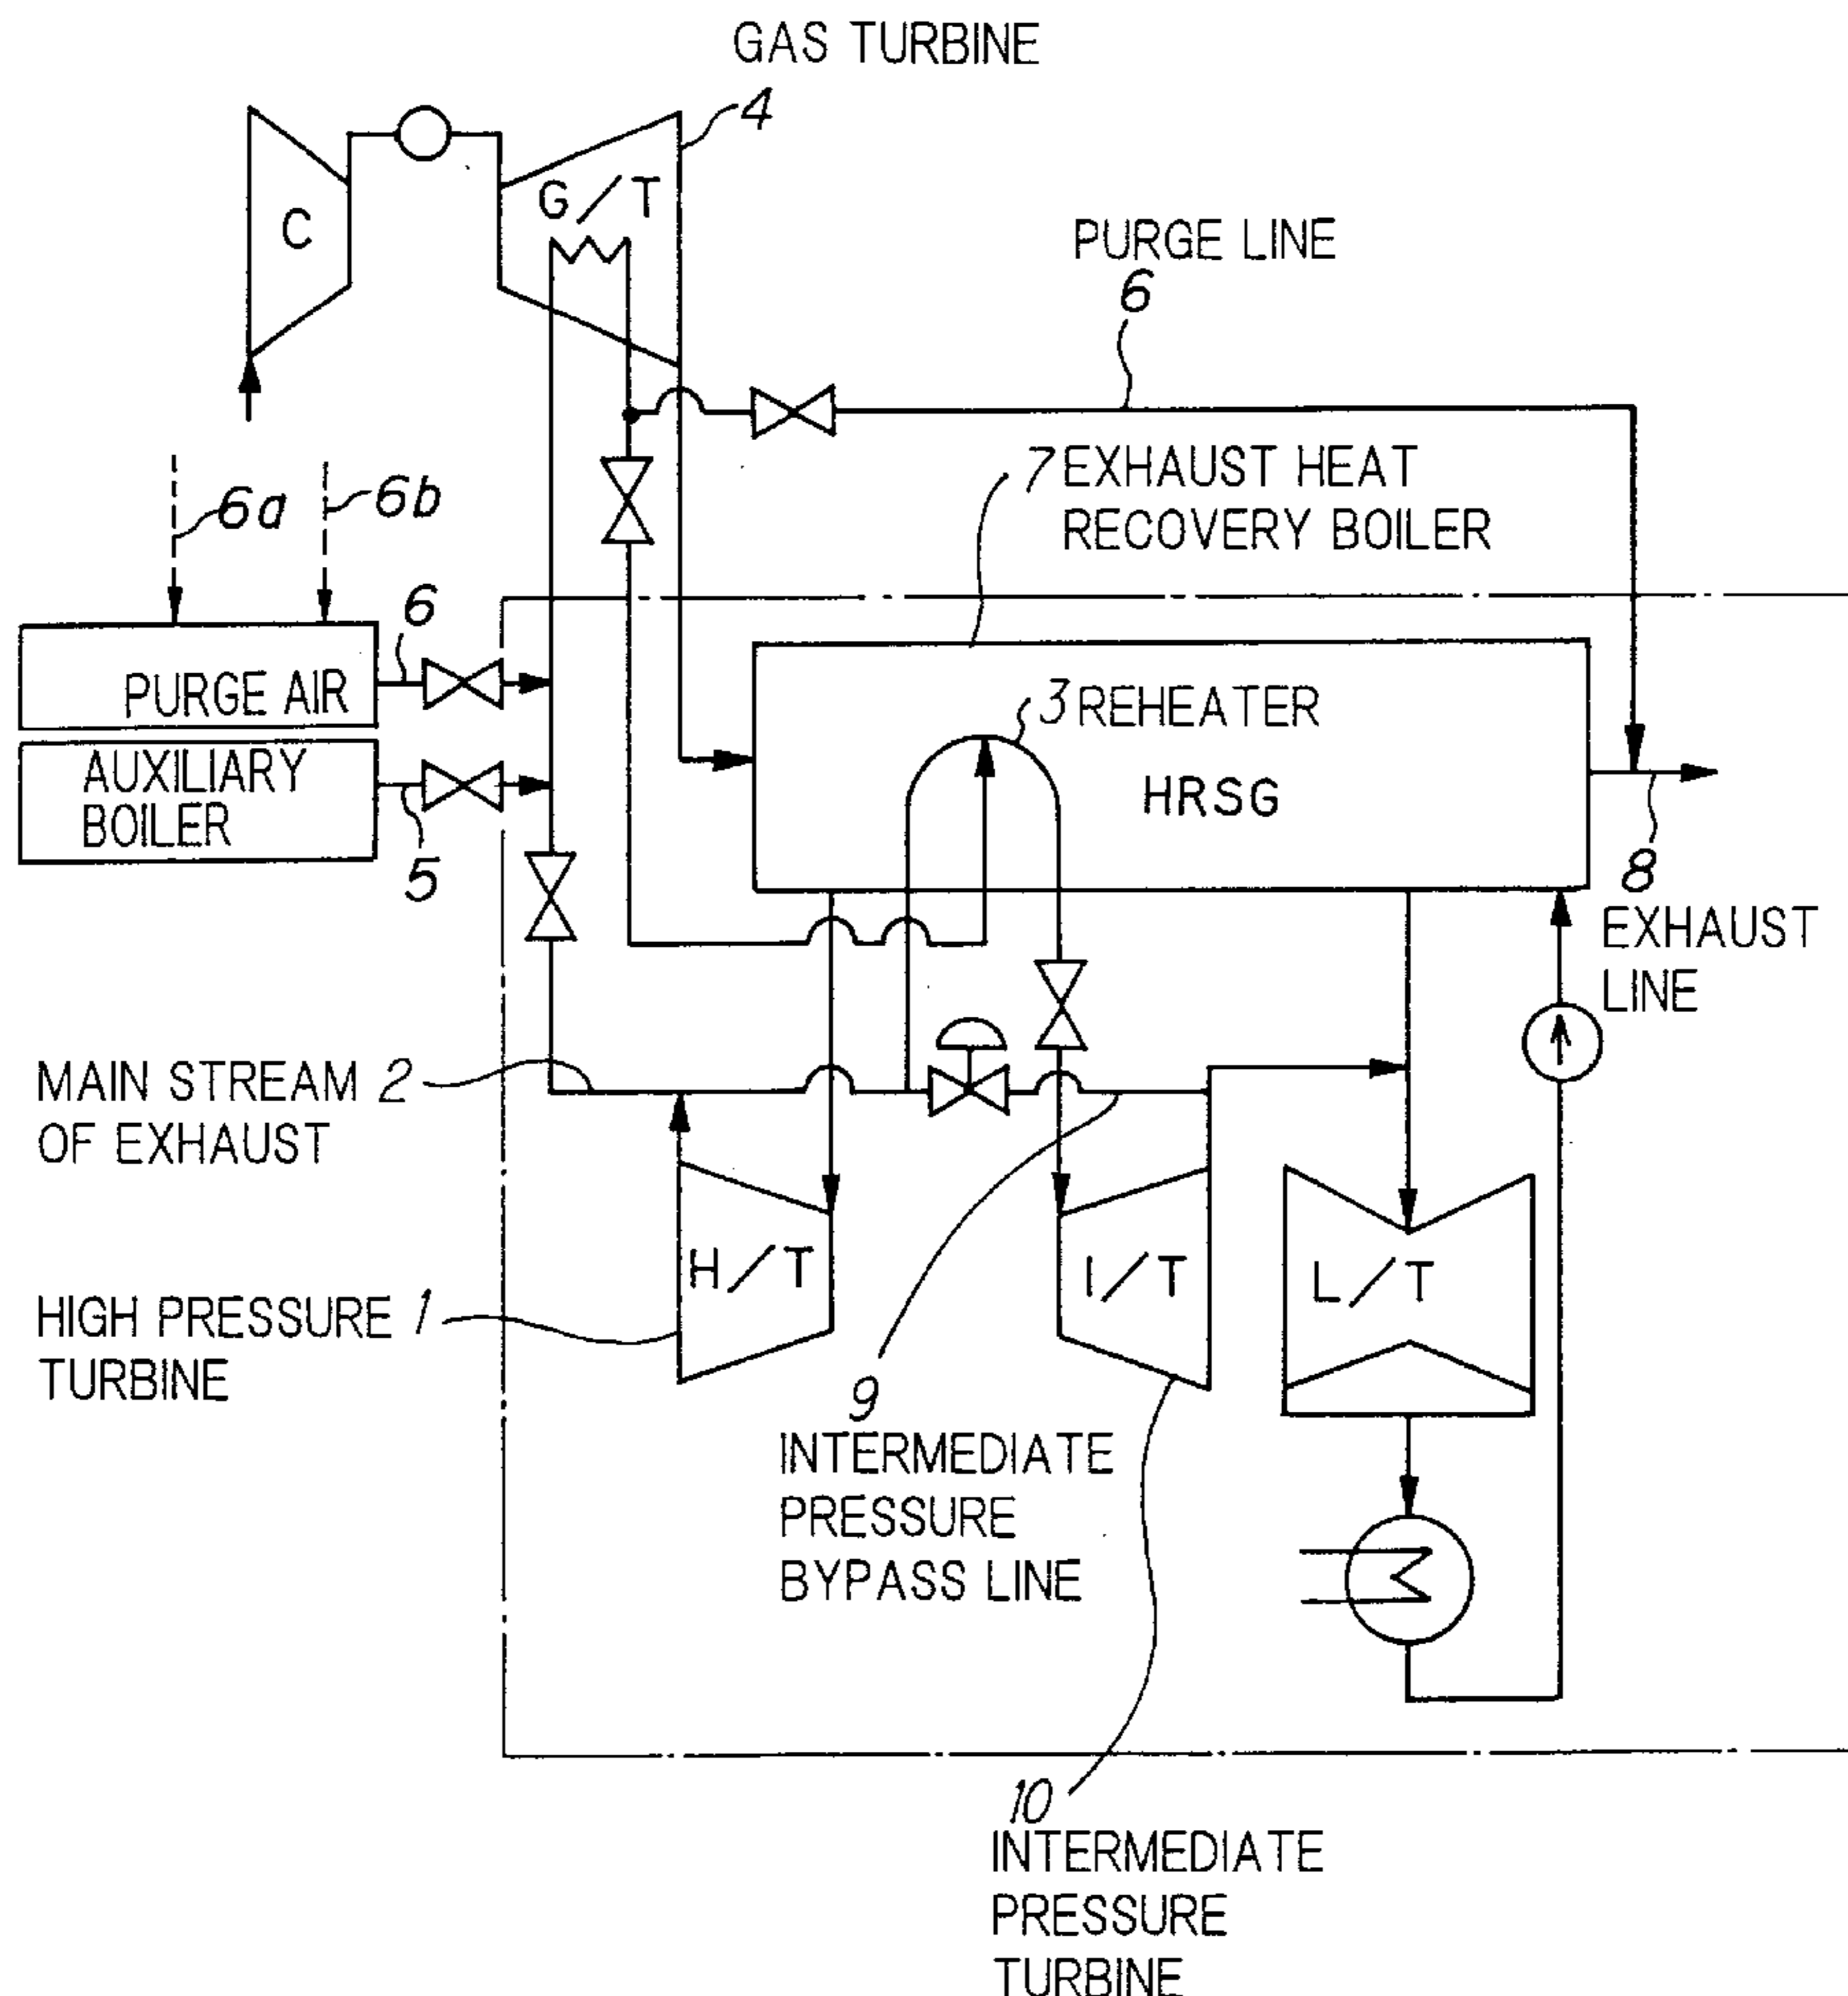 GAS TURBINE
4
C
G/T
PURGE LINE
6
7 EXHAUST HEAT
RECOVERY BOILER
6a
6b
6
PURGE AIR
3 REHEATER
HRSG
AUXILIARY
BOILER
5
8
EXHAUST
LINE
MAIN STREAM 2
OF EXHAUST
H/T
I/T
L/T
HIGH PRESSURE 1
TURBINE
9
INTERMEDIATE
PRESSURE
BYPASS LINE
10
INTERMEDIATE
PRESSURE
TURBINE